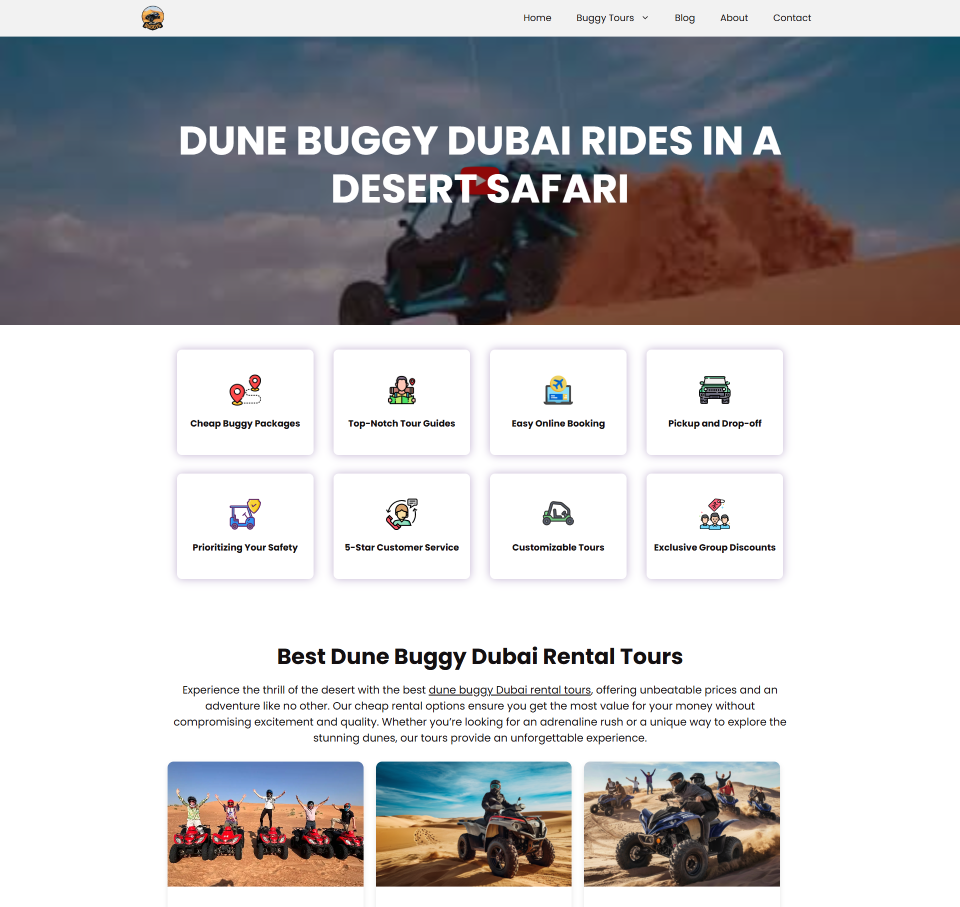 Home
Buggy Tours
Blog
About
Contact
DUNE BUGGY DUBAI RIDES IN A
DESERT SAFARI
Cheap Buggy Packages
Top-Notch Tour Guides
Easy Online Booking
Pickup and Drop-off
Prioritizing Your Safety
5-Star Customer Service
Customizable Tours
Exclusive Group Discounts
Best Dune Buggy Dubai Rental Tours
Experience the thrill of the desert with the best dune buggy Dubai rental tours, offering unbeatable prices and an
adventure like no other. Our cheap rental options ensure you get the most value for your money without
compromising excitement and quality. Whether you’re looking for an adrenaline rush or a unique way to explore the
stunning dunes, our tours provide an unforgettable experience.